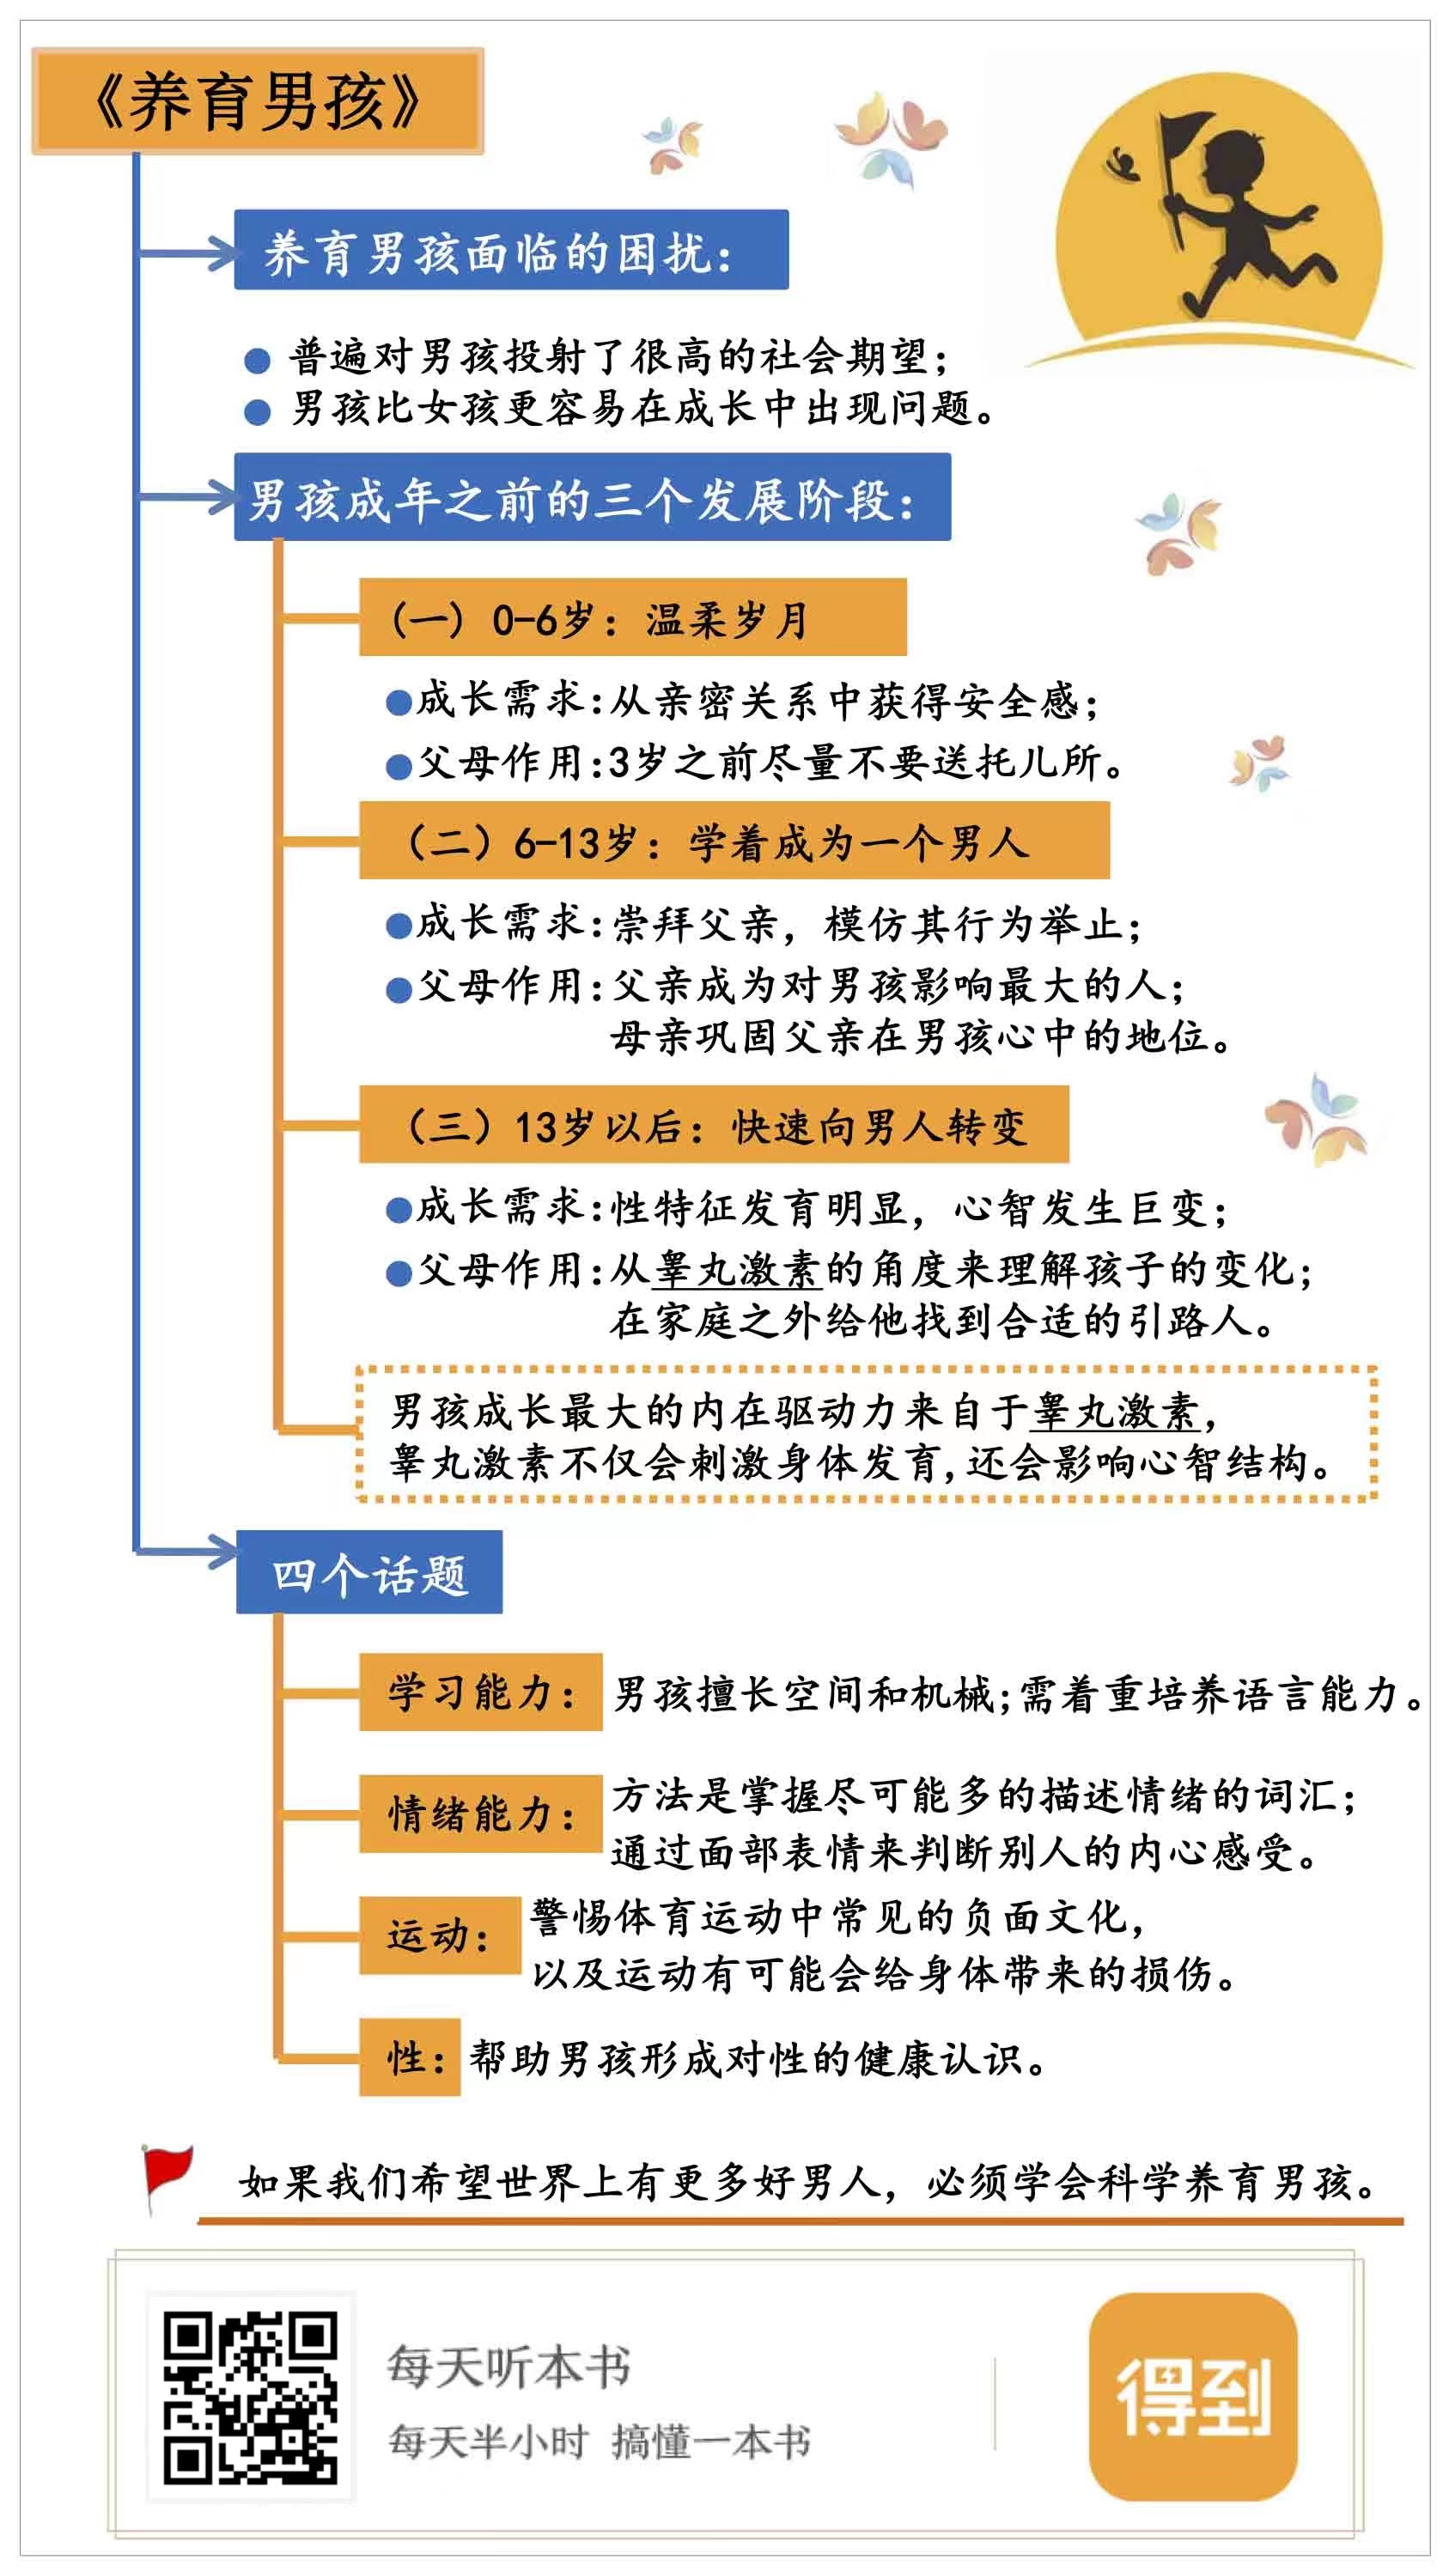 《养育男孩》
养育男孩面临的困扰：
● 普遍对男孩投射了很高的社会期望；
● 男孩比女孩更容易在成长中出现问题。
男孩成年之前的三个发展阶段：
（一）0-6岁：温柔岁月
●成长需求：从亲密关系中获得安全感；
●父母作用：3岁之前尽量不要送托儿所。
（二）6-13岁：学着成为一个男人
●成长需求：崇拜父亲，模仿其行为举止；
●父母作用：父亲成为对男孩影响最大的人；
母亲巩固父亲在男孩心中的地位。
（三）13岁以后：快速向男人转变
●成长需求：性特征发育明显，心智发生巨变；
●父母作用：从睾丸激素的角度来理解孩子的变化；
在家庭之外给他找到合适的引路人。
男孩成长最大的内在驱动力来自于睾丸激素，
睾丸激素不仅会刺激身体发育,还会影响心智结构。
四个话题
学习能力：男孩擅长空间和机械;需着重培养语言能力。
情绪能力：方法是掌握尽可能多的描述情绪的词汇；
通过面部表情来判断别人的内心感受。
运动：警惕体育运动中常见的负面文化，
以及运动有可能会给身体带来的损伤。
性：帮助男孩形成对性的健康认识。
如果我们希望世界上有更多好男人，必须学会科学养育男孩。
每天听本书
每天半小时 搞懂一本书
得到